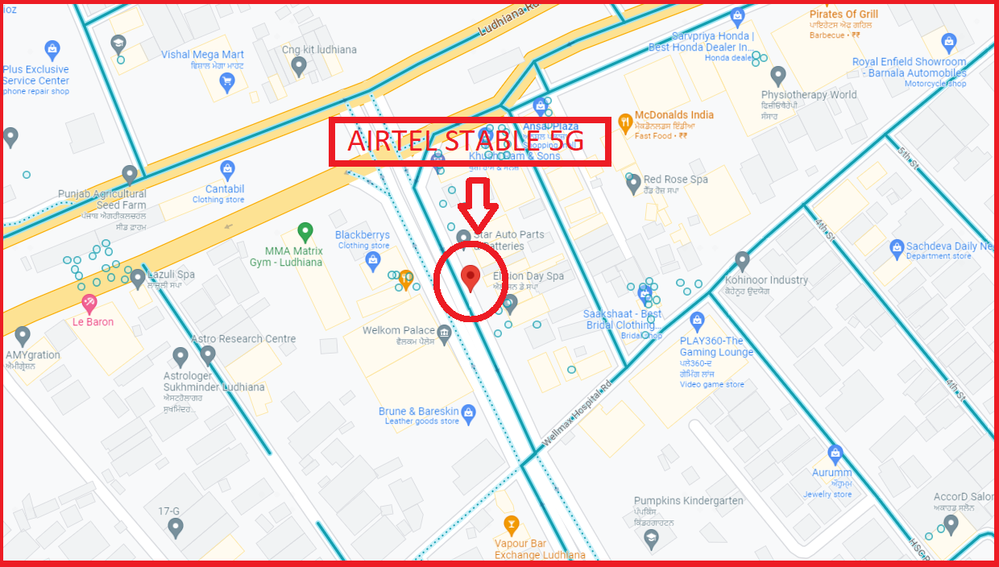 ioz
Ludhiana Rd
Pirates Of Grill
ਪਾਇਰੇਟਸ ਆਫ ਗਰਿਲ
Barbecue • ₹₹
Sarvpriya Honda |
Best Honda Dealer In...
Honda dealer
Plus Exclusive
Service Center
phone repair shop
Vishal Mega Mart
ਵਿਸ਼ਾਲ ਮੇਗਾ ਮਾਰਟ
Cng kit ludhiana
Royal Enfield Showroom
- Barnala Automobiles
Motorcycle shop
Physiotherapy World
ਫਿਜ਼ੀਓਥੈਰੇਪੀ
ਸੰਸਾਰ
McDonalds India
ਮੈਕਡੋਨਲਡਸ ਇੰਡੀਆ
Fast Food • ₹₹
Ansal Plaza
Shopping mall
AIRTEL STABLE 5G
Khushi Ram & Sons
5th St
Punjab Agricultural
Seed Farm
ਪੰਜਾਬ ਐਗਰੀਕਲਚਰਲ
ਸੀਡ ਫ਼ਾਰਮ
Cantabil
Clothing store
Red Rose Spa
ਰੈੱਡ ਰੋਜ਼ ਸਪਾ
4th St
Blackberrys
Clothing store
Star Auto Parts
& Batteries
MMA Matrix
Gym - Ludhiana
Sachdeva Daily Ne
Department store
Lazuli Spa
ਲਾਜ਼ੁਲੀ ਸਪਾ
Elysion Day Spa
Kohinoor Industry
ਕੋਹੇਨੂਰ ਉਦਯੋਗ
Le Baron
Saakshaat - Best
Bridal Clothing...
Bridal shop
Welkom Palace
ਵੈਲਕਮ ਪੈਲੇਸ
Astro Research Centre
PLAY360-The
Gaming Lounge
ਪਲੇ360-ਦ
ਗੇਮਿੰਗ ਲਾਂਜ
Video game store
AMYgration
ਐਮੀਗ੍ਰੇਸ਼ਨ
Astrologer
Sukhminder Ludhiana
ਐਸਟਰੋਲਾਗਰ
ਸੁਖਮਿੰਦਰ...
4th St
Wellmax Hospital Rd
Brune & Bareskin
Leather goods store
Aurumm
ਔਰੁਮਮ
Jewelry store
17-G
Pumpkins Kindergarten
ਪੰਪਕਿੰਸ
ਕਿੰਡਰਗਾਰਟਨ
AccorD Salon
ਅਕਾਰਡ ਸਲੈਨ
Vapour Bar
Exchange Ludhiana